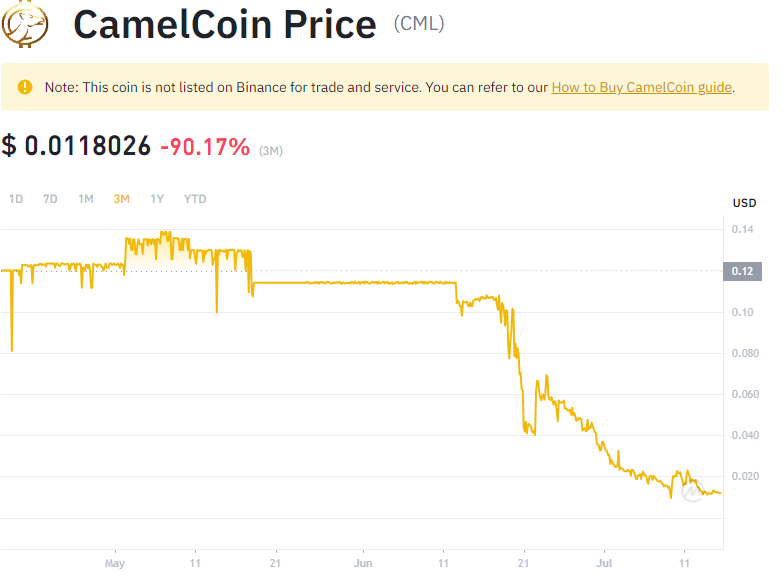 CamelCoin Price (CML)
Note: This coin is not listed on Binance for trade and service. You can refer to our How to Buy CamelCoin guide.
$ 0.0118026 -90.17% (3M)
1D 7D 1M 3M 1Y YTD
USD
0.14
0.12
0.10
0.080
0.060
0.040
0.020
May 11 21 Jun 11 21 Jul 11